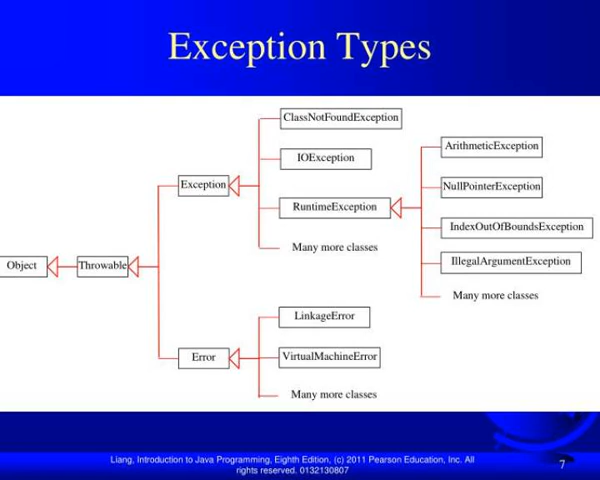 Exception Types
ClassNotFoundException
ArithmeticException
IOException
Exception
NullPointerException
RuntimeException
IndexOutOfBoundsException
Many more classes
Object
Throwable
IllegalArgumentException
Many more classes
LinkageError
Error
VirtualMachineError
Many more classes
Liang, Introduction to Java Programming, Eighth Edition, (c) 2011 Pearson Education, Inc. All
rights reserved. 0132130807
7